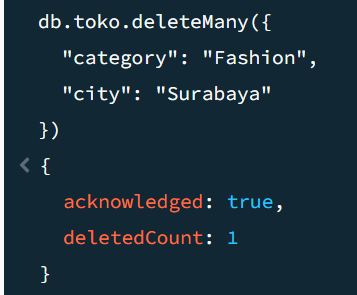 db.toko.deleteMany({
  "category": "Fashion",
  "city": "Surabaya"
})
< {
  acknowledged: true,
  deletedCount: 1
}